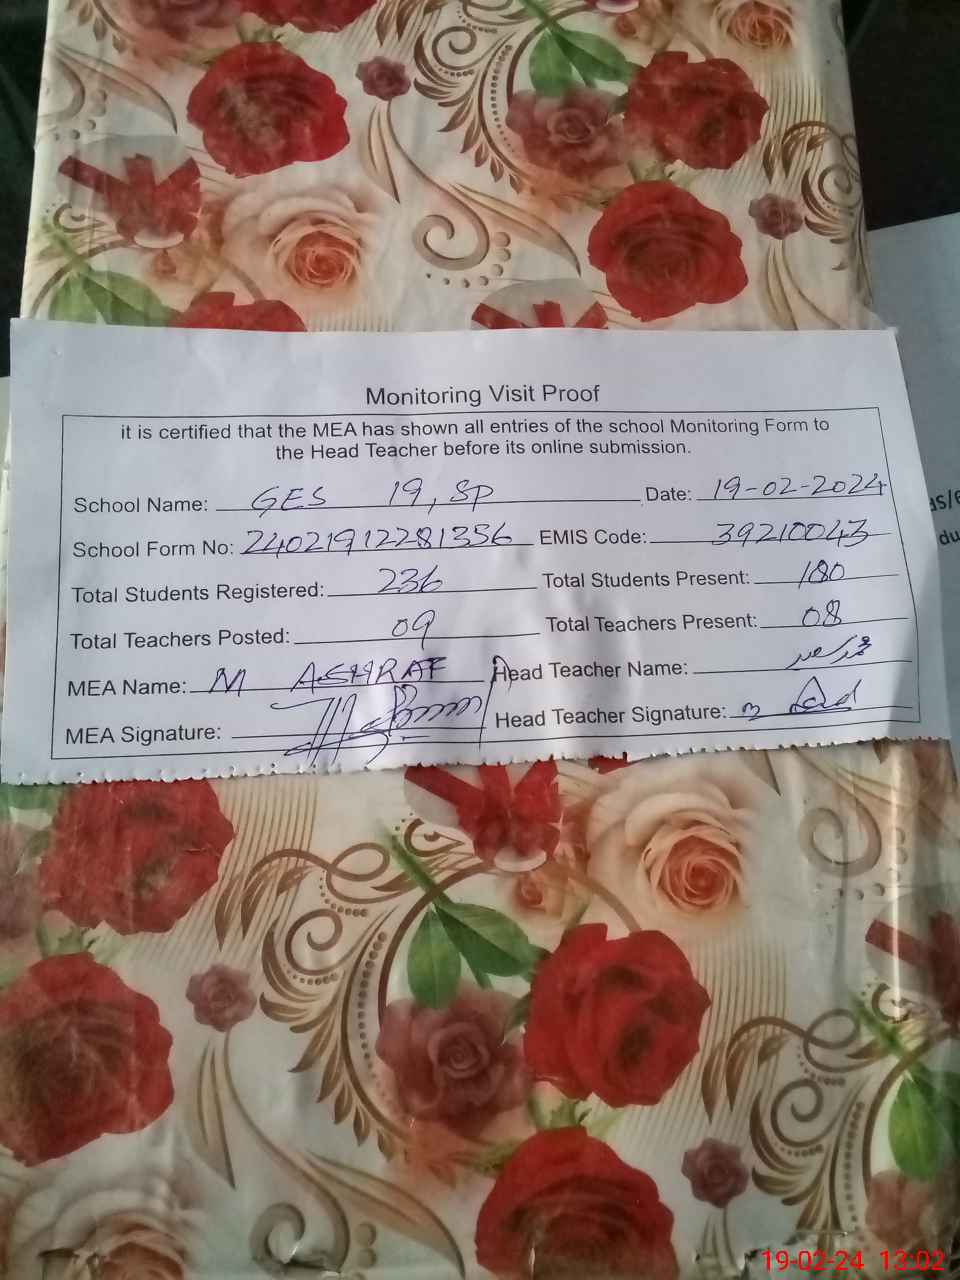 Monitoring Visit Proof
it is certified that the MEA has shown all entries of the school Monitoring Form to
the Head Teacher before its online submission.
School Name: GES 19, SP Date: 19-02-2024
School Form No: 24021912281356 EMIS Code: 39210043
Total Students Registered: 236 Total Students Present: 180
Total Teachers Posted: 09 Total Teachers Present: 08
MEA Name: M ASHRAF Head Teacher Name:
MEA Signature: Head Teacher Signature:
du
19-02-24 13:02